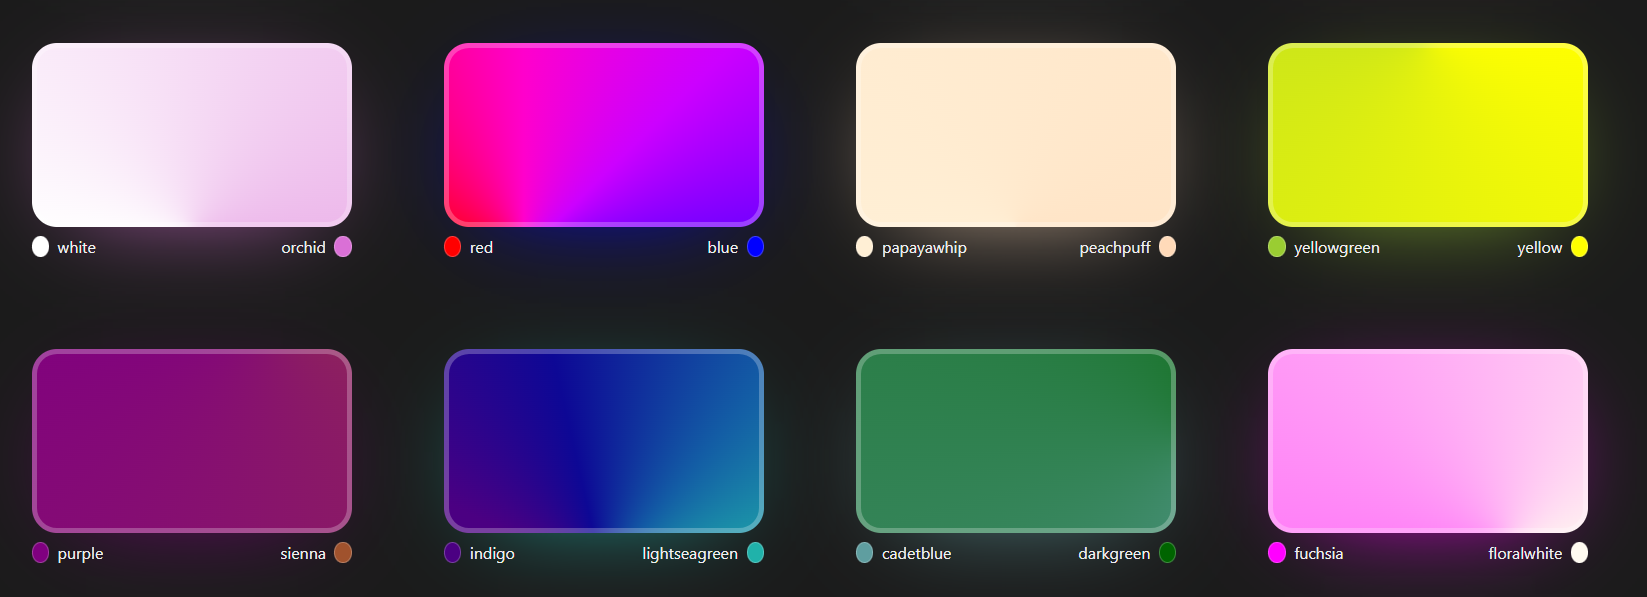 white orchid
red blue
papayawhip peachpuff
yellowgreen yellow
purple sienna
indigo lightseagreen
cadetblue darkgreen
fuchsia floralwhite